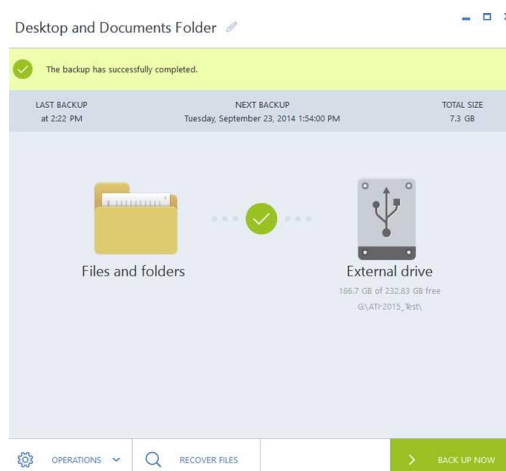 Desktop and Documents Folder
The backup has successfully completed.
LAST BACKUP
at 2:22 PM
NEXT BACKUP
Tuesday, September 23, 2014 1:54:00 PM
TOTAL SIZE
7.3 GB
Files and folders
External drive
186.7 GB of 232.83 GB free
G:\ATI^2015_Test\
OPERATIONS
RECOVER FILES
BACK UP NOW